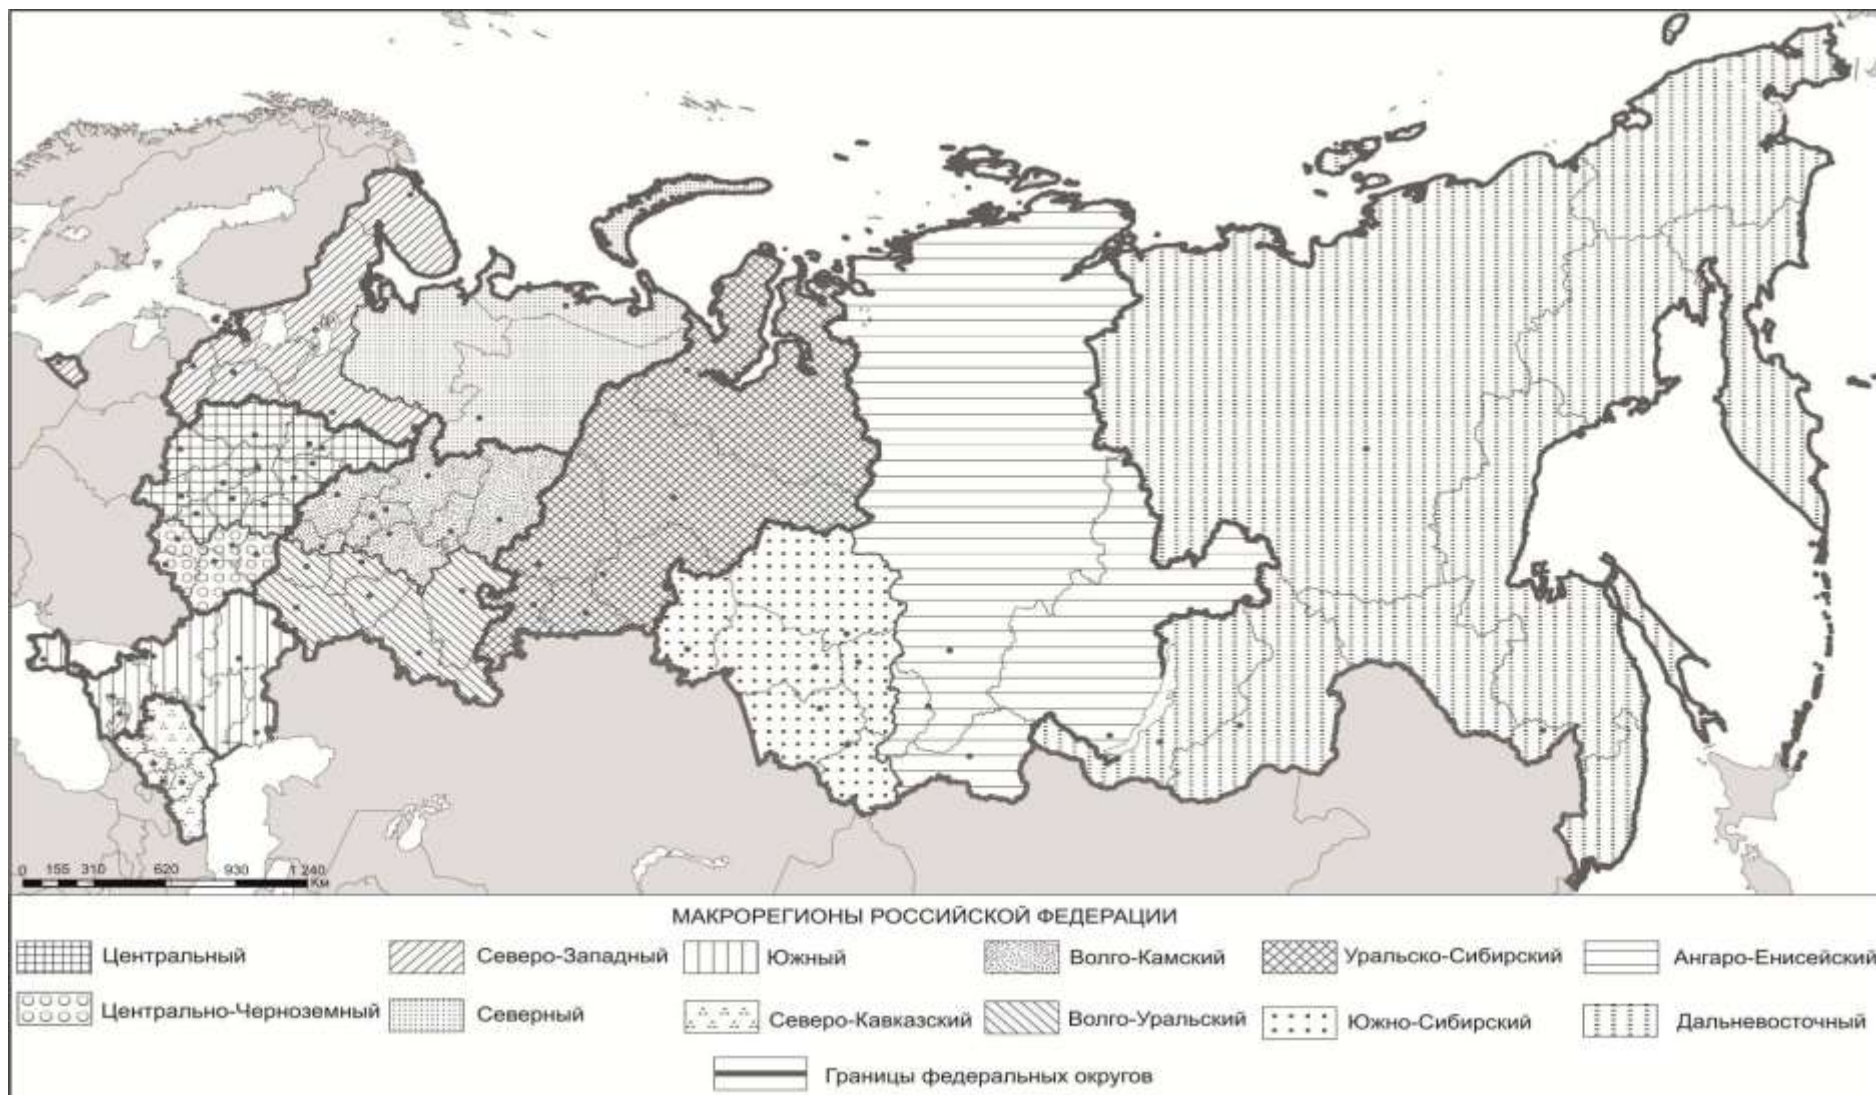 0 155 310 620 930 1 240
Км
МАКРОРЕГИОНЫ РОССИЙСКОЙ ФЕДЕРАЦИИ
Центральный Северо-Западный Южный Волго-Камский Уральско-Сибирский Ангаро-Енисейский
Центрально-Черноземный Северный Северо-Кавказский Волго-Уральский Южно-Сибирский Дальневосточный
Границы федеральных округов